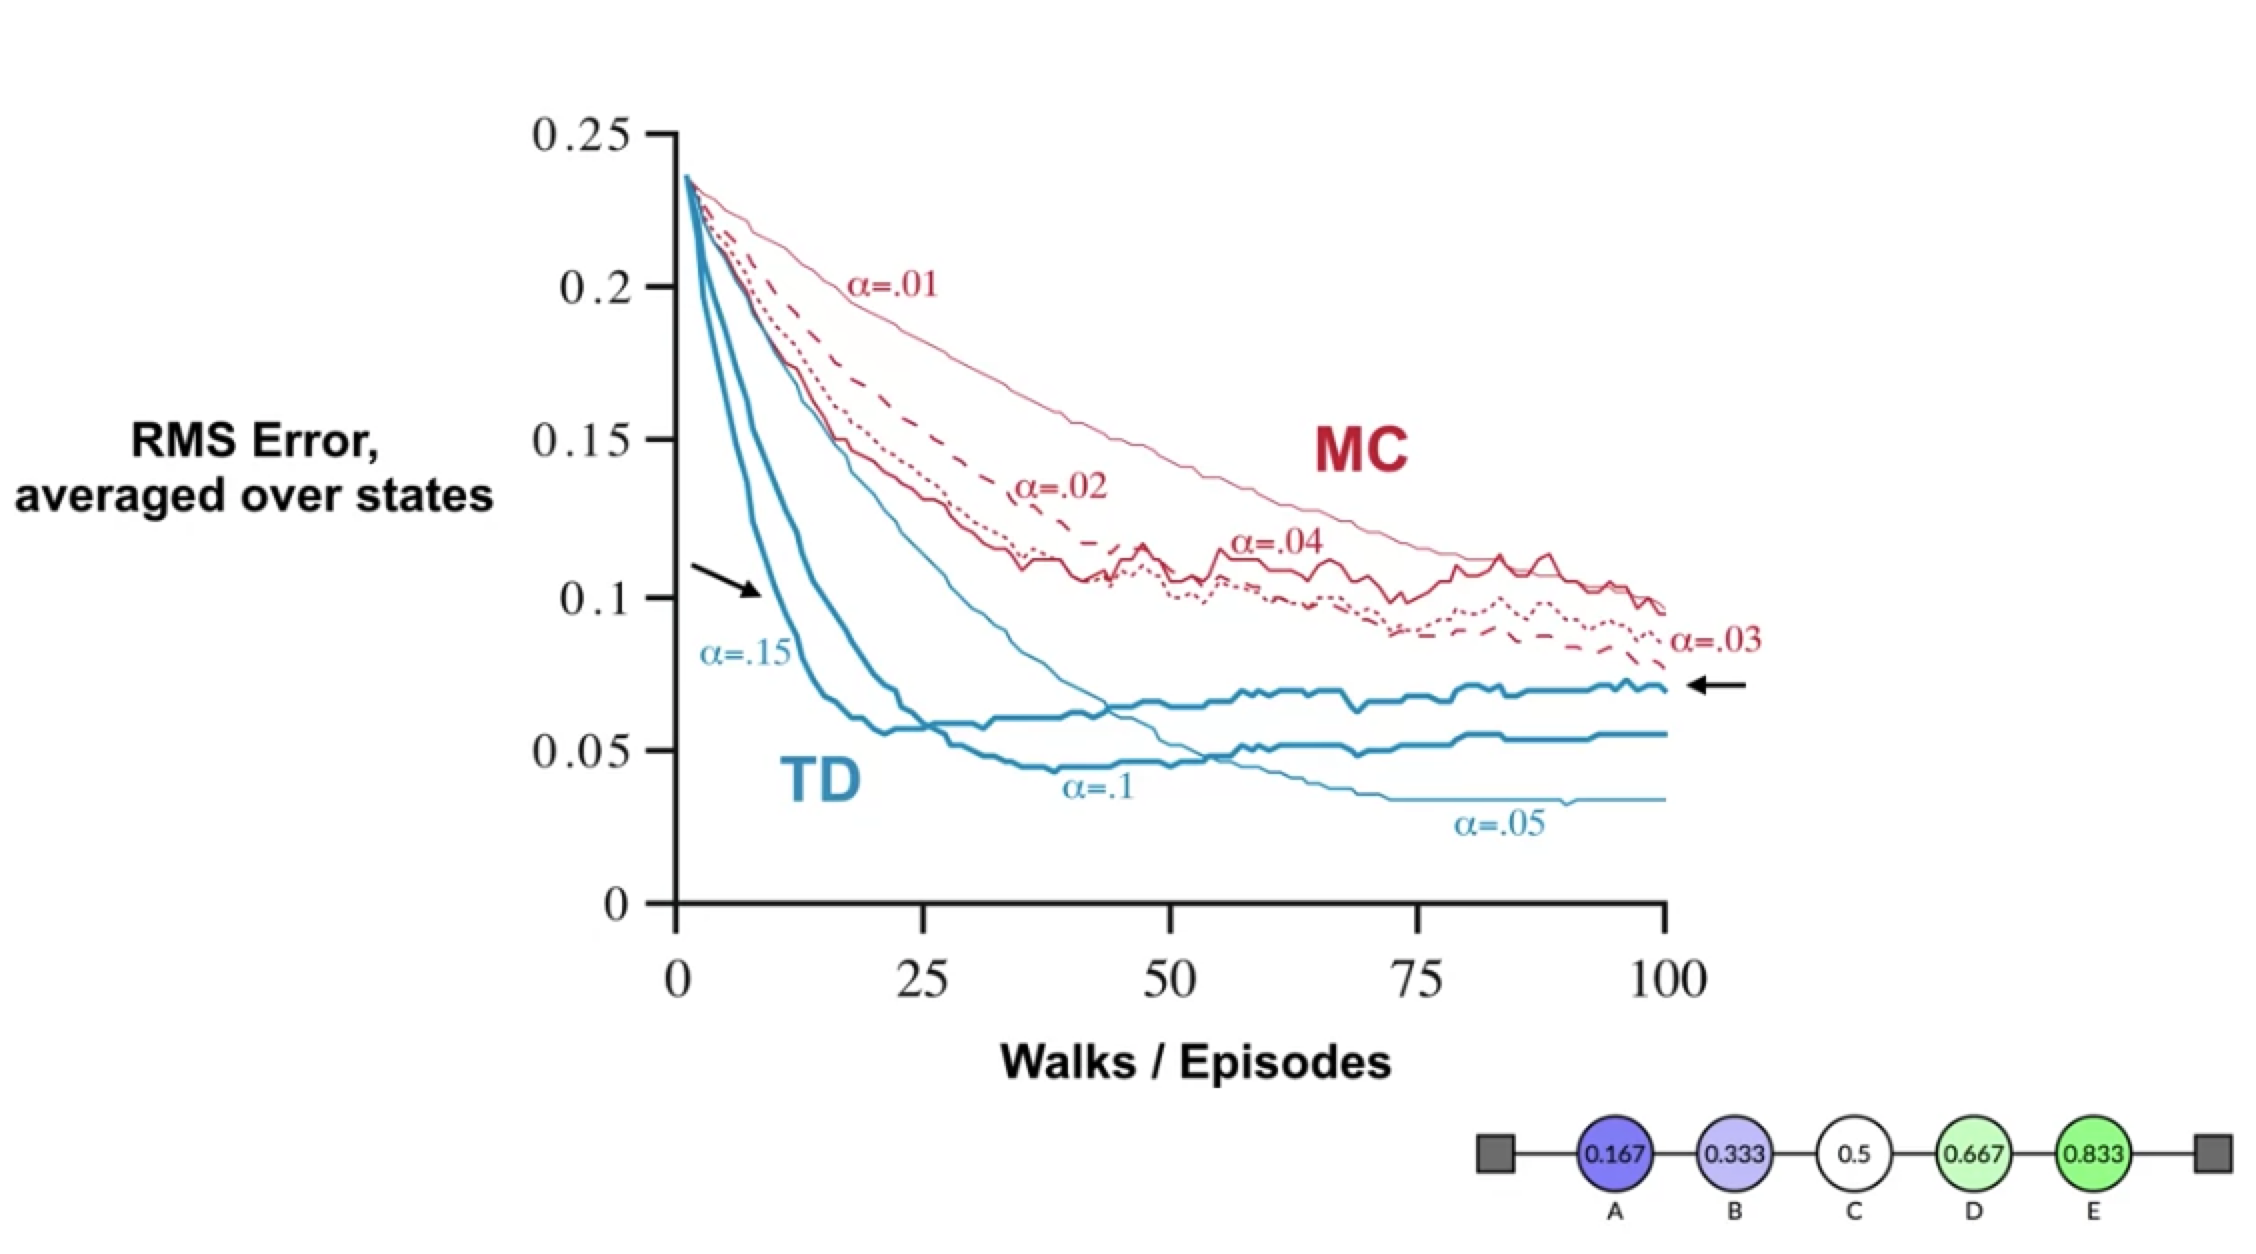 0.25
0.2
α=.01
RMS Error,
averaged over states
0.15
MC
α=.02
α=.04
0.1
α=.03
α=.15
0.05
TD
α=.1
α=.05
0
0 25 50 75 100
Walks / Episodes
0.167 0.333 0.5 0.667 0.833
A B C D E